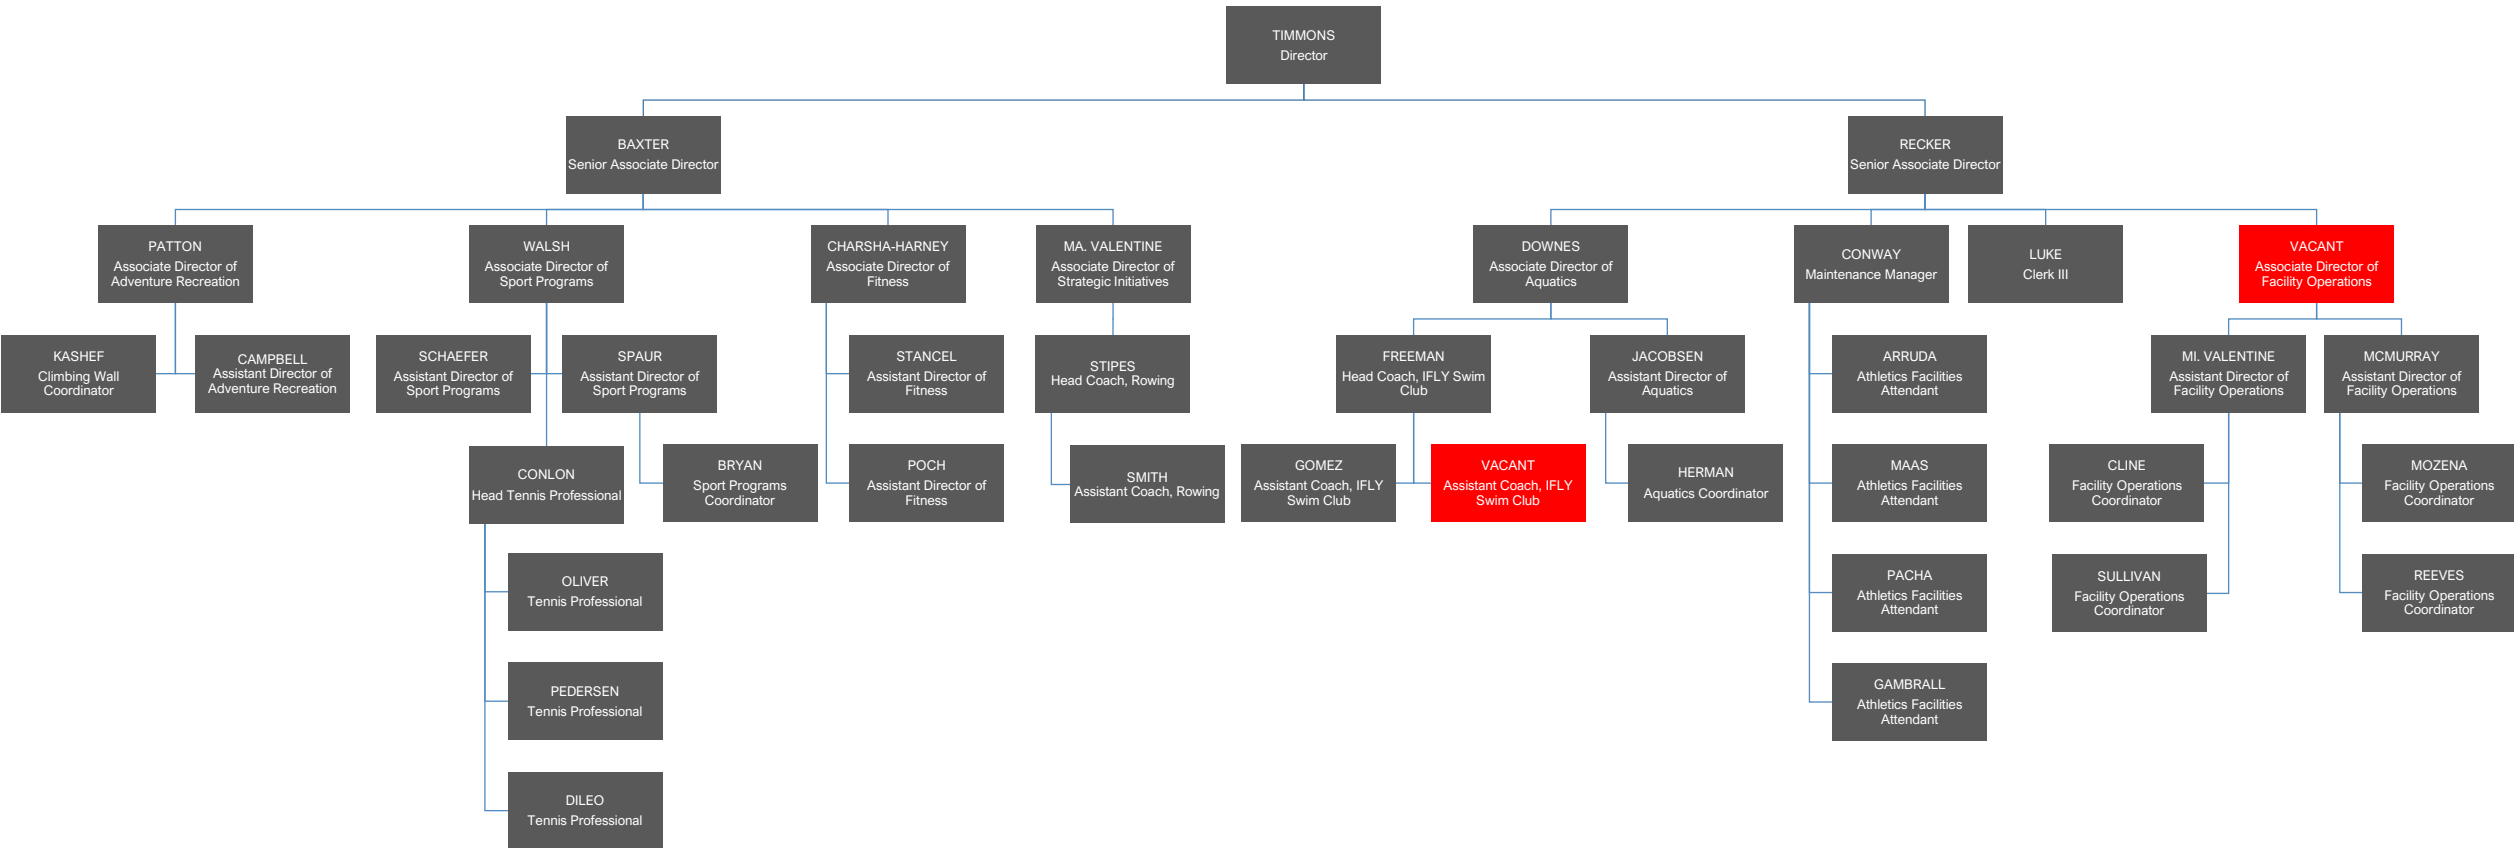 TIMMONS
Director
BAXTER
Senior Associate Director
RECKER
Senior Associate Director
PATTON
Associate Director of
Adventure Recreation
WALSH
Associate Director of
Sport Programs
CHARSHA-HARNEY
Associate Director of
Fitness
MA. VALENTINE
Associate Director of
Strategic Initiatives
DOWNES
Associate Director of
Aquatics
CONWAY
Maintenance Manager
LUKE
Clerk III
VACANT
Associate Director of
Facility Operations
KASHEF
Climbing Wall
Coordinator
CAMPBELL
Assistant Director of
Adventure Recreation
SCHAEFER
Assistant Director of
Sport Programs
SPAUR
Assistant Director of
Sport Programs
STANCEL
Assistant Director of
Fitness
STIPES
Head Coach, Rowing
FREEMAN
Head Coach, IFLY Swim
Club
JACOBSEN
Assistant Director of
Aquatics
ARRUDA
Athletics Facilities
Attendant
MI. VALENTINE
Assistant Director of
Facility Operations
MCMURRAY
Assistant Director of
Facility Operations
CONLON
Head Tennis Professional
BRYAN
Sport Programs
Coordinator
POCH
Assistant Director of
Fitness
SMITH
Assistant Coach, Rowing
GOMEZ
Assistant Coach, IFLY
Swim Club
VACANT
Assistant Coach, IFLY
Swim Club
HERMAN
Aquatics Coordinator
MAAS
Athletics Facilities
Attendant
CLINE
Facility Operations
Coordinator
MOZENA
Facility Operations
Coordinator
OLIVER
Tennis Professional
PACHA
Athletics Facilities
Attendant
SULLIVAN
Facility Operations
Coordinator
REEVES
Facility Operations
Coordinator
PEDERSEN
Tennis Professional
GAMBRALL
Athletics Facilities
Attendant
DILEO
Tennis Professional